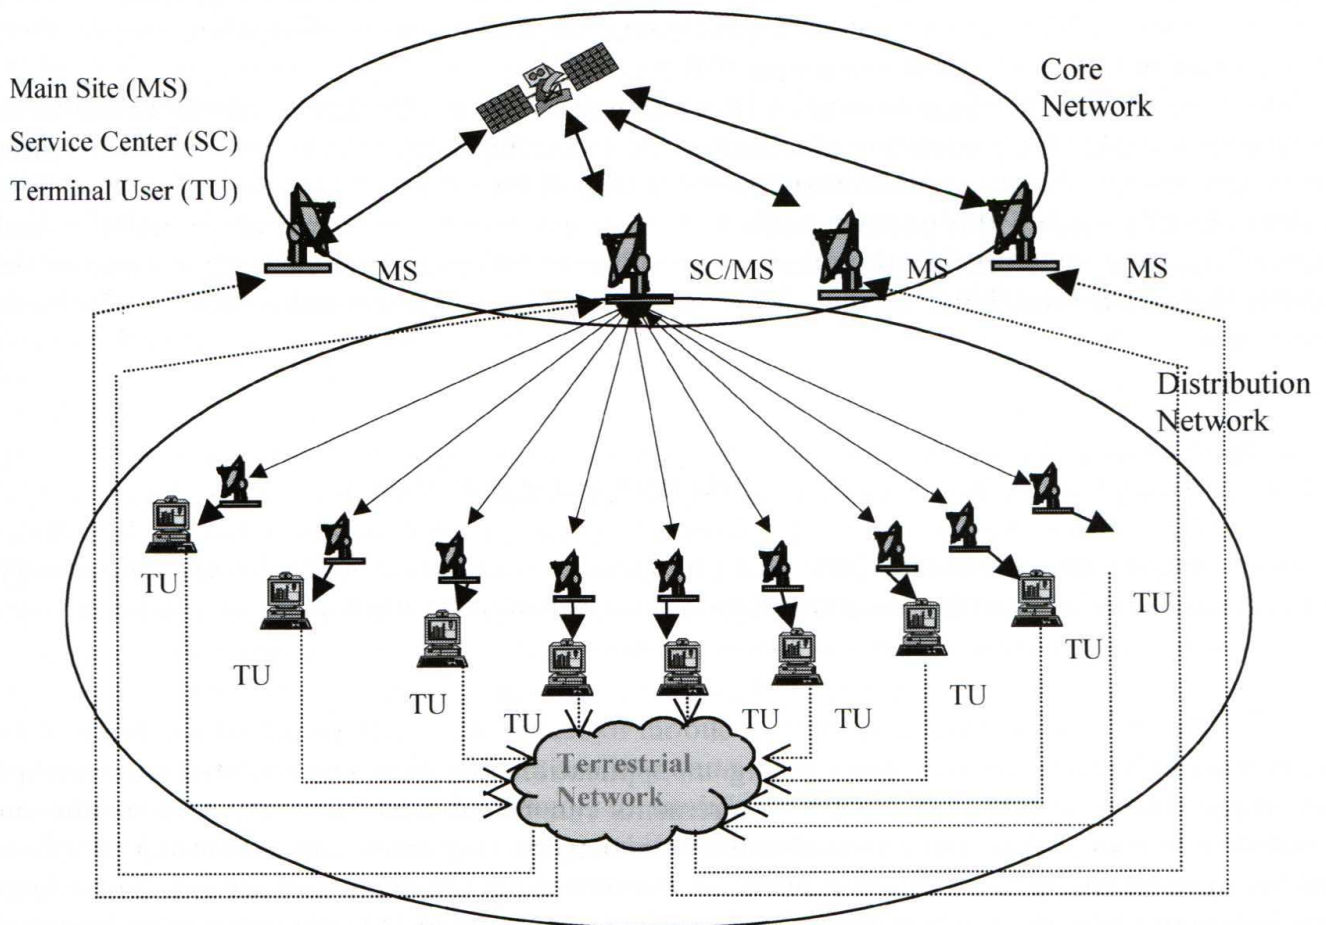 Main Site (MS)
Service Center (SC)
Terminal User (TU)
Core
Network
MS
SC/MS
MS
MS
Distribution
Network
TU
TU
TU
TU
TU
TU
TU
TU
TU
Terrestrial
Network